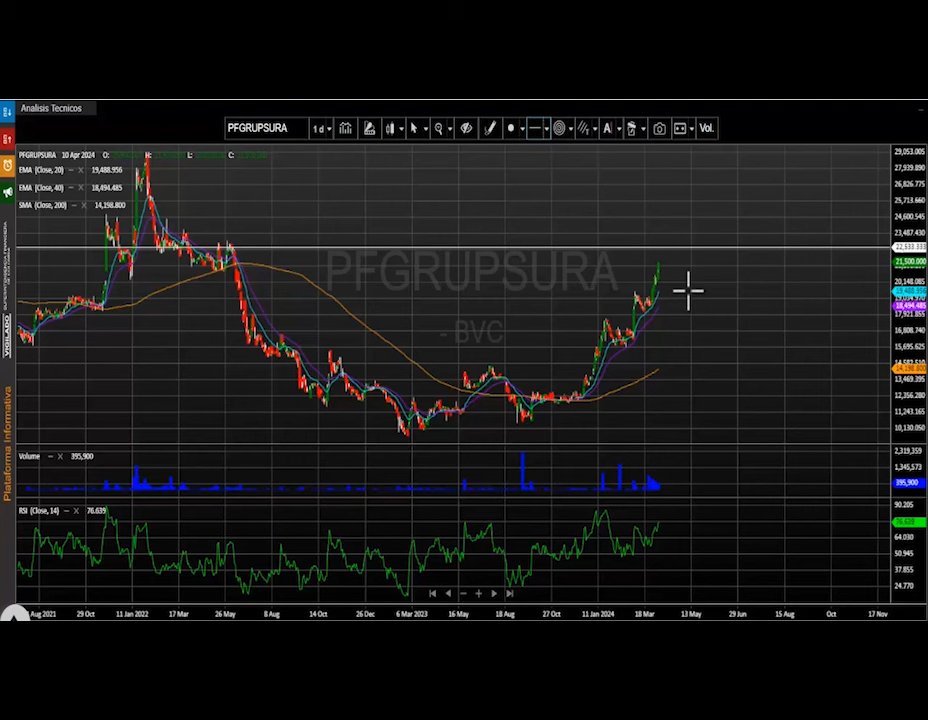 Analisis Tecnicos
PFGRUPSURA 1 d Vol.
PFGRUPSURA 10 Apr 2024 O: H: L: C:
EMA (Close, 20) 19,488.956
EMA (Close, 40) 18,494.485
SMA (Close, 200) 14,198.800
PFGRUPSURA
- BVC
29,053.005
27,939.890
26,826.775
25,713.660
24,600.545
23,487.430
22,533.333
21,500.000
20,148.085
18,494.485
17,921.855
16,808.740
15,695.625
14,198.800
13,469.395
12,356.280
11,243.165
10,130.050
Volume 395,900
2,319,359
1,345,573
395,900
RSI (Close, 14) 76.639
90.205
76.639
64.030
50.945
37.855
24.770
Aug 2021 29 Oct 11 Jan 2022 17 Mar 26 May 8 Aug 14 Oct 26 Dec 6 Mar 2023 16 May 18 Aug 27 Oct 11 Jan 2024 18 Mar 13 May 29 Jun 15 Aug Oct 17 Nov
VIGILADO
Plataforma Informativa